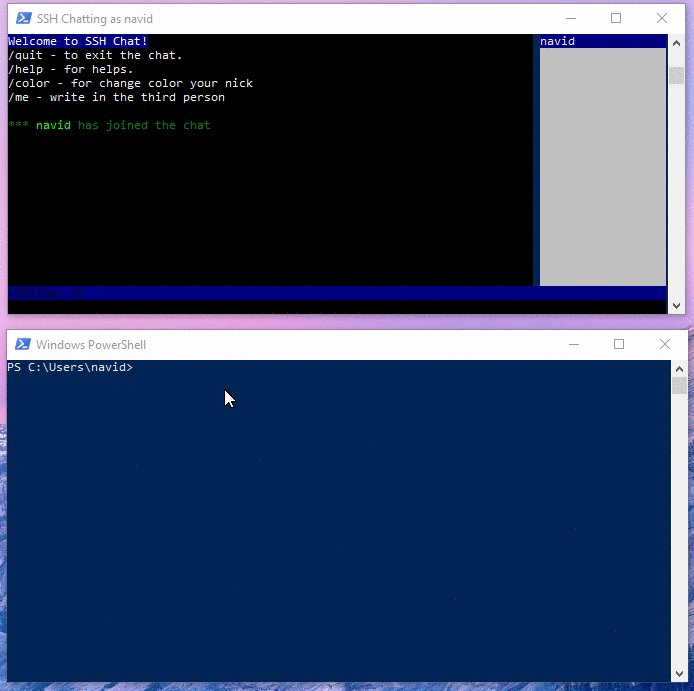 SSH Chatting as navid
Welcome to SSH Chat!
/quit - to exit the chat.
/help - for helps.
/color - for change color your nick
/me - write in the third person
*** navid has joined the chat
navid
Windows PowerShell
PS C:\Users\navid>